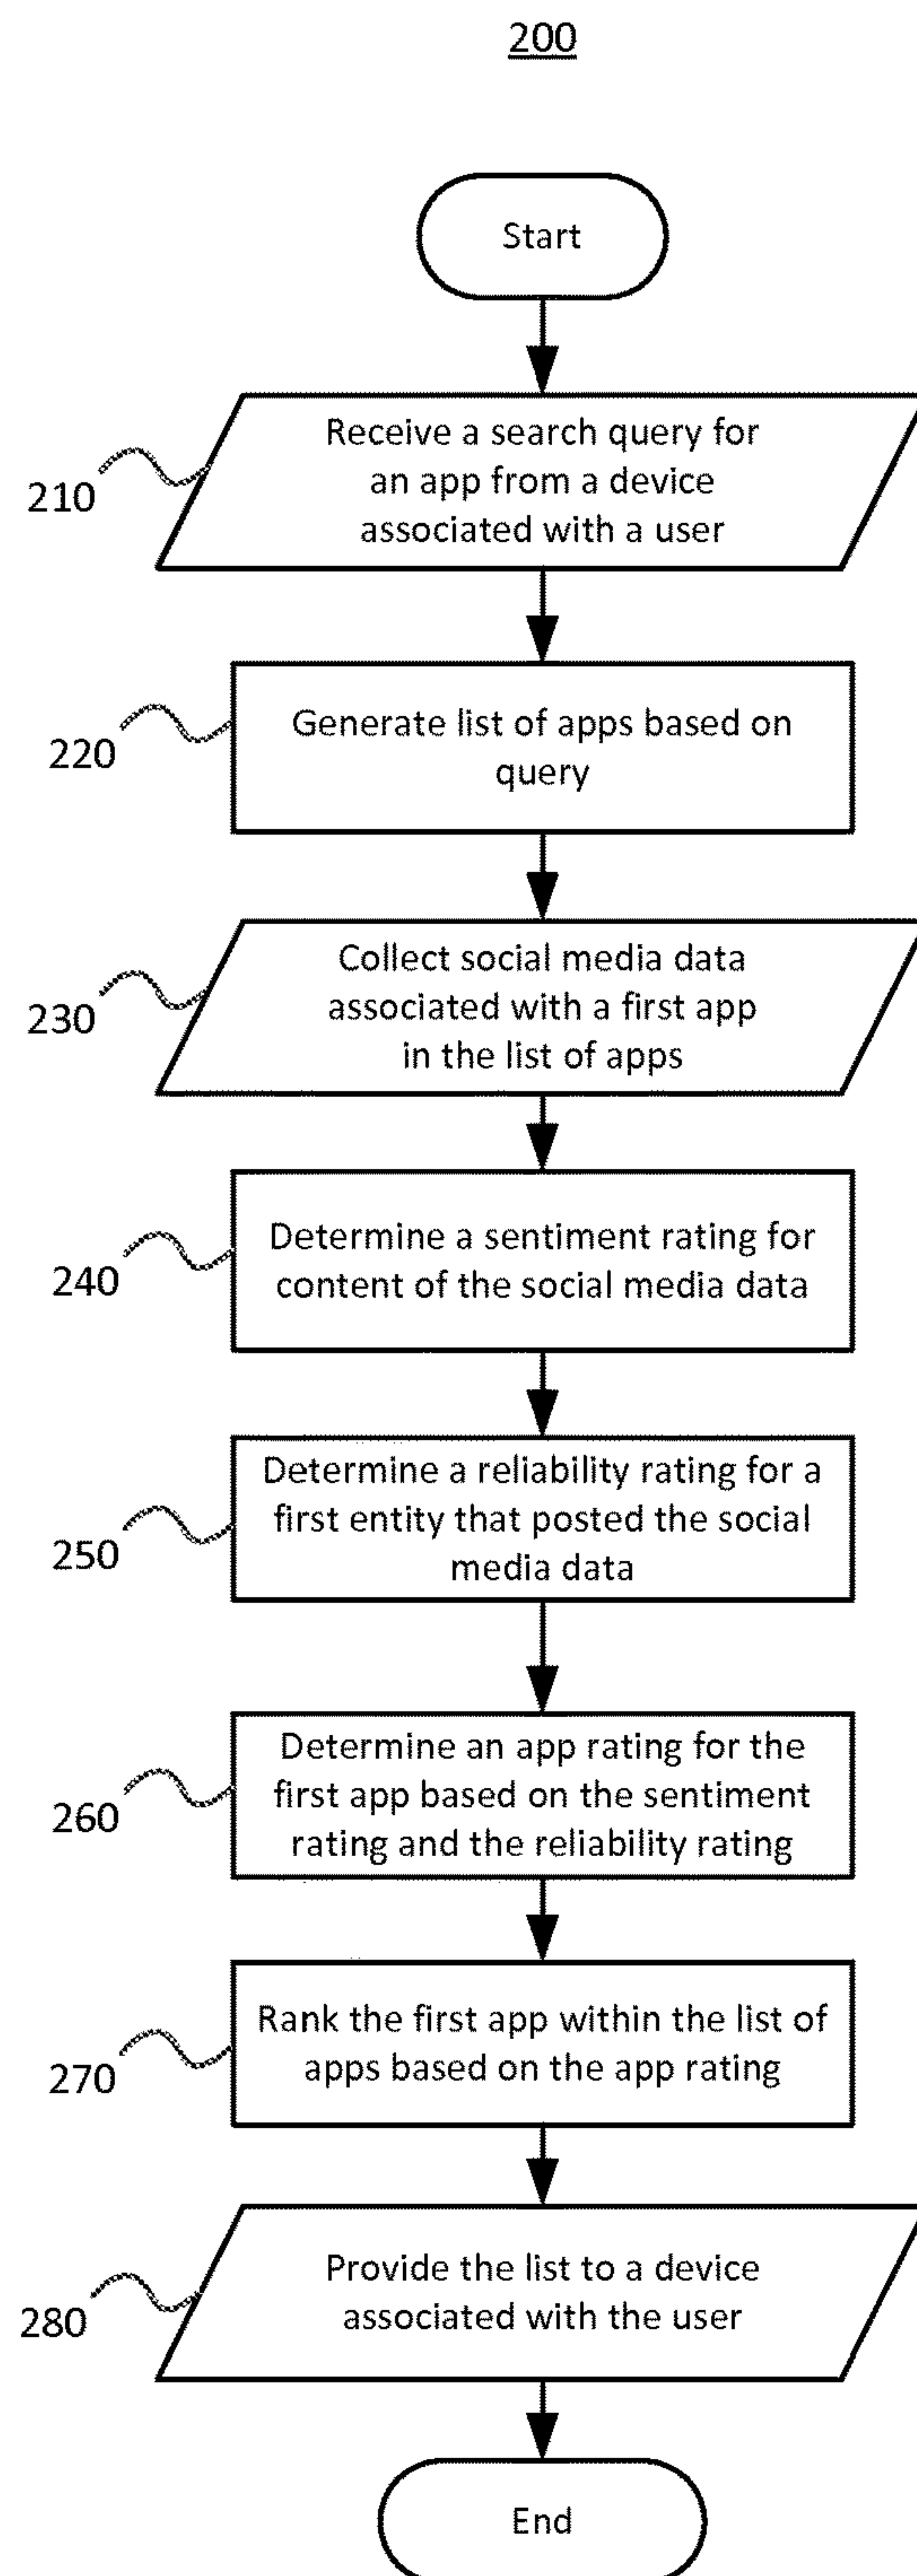 200
Start
Receive a search query for
an app from a device
associated with a user
210
Generate list of apps based on
query
220
Collect social media data
associated with a first app
in the list of apps
230
Determine a sentiment rating for
content of the social media data
240
Determine a reliability rating for a
first entity that posted the social
media data
250
Determine an app rating for the
first app based on the sentiment
rating and the reliability rating
260
Rank the first app within the list of
apps based on the app rating
270
Provide the list to a device
associated with the user
280
End